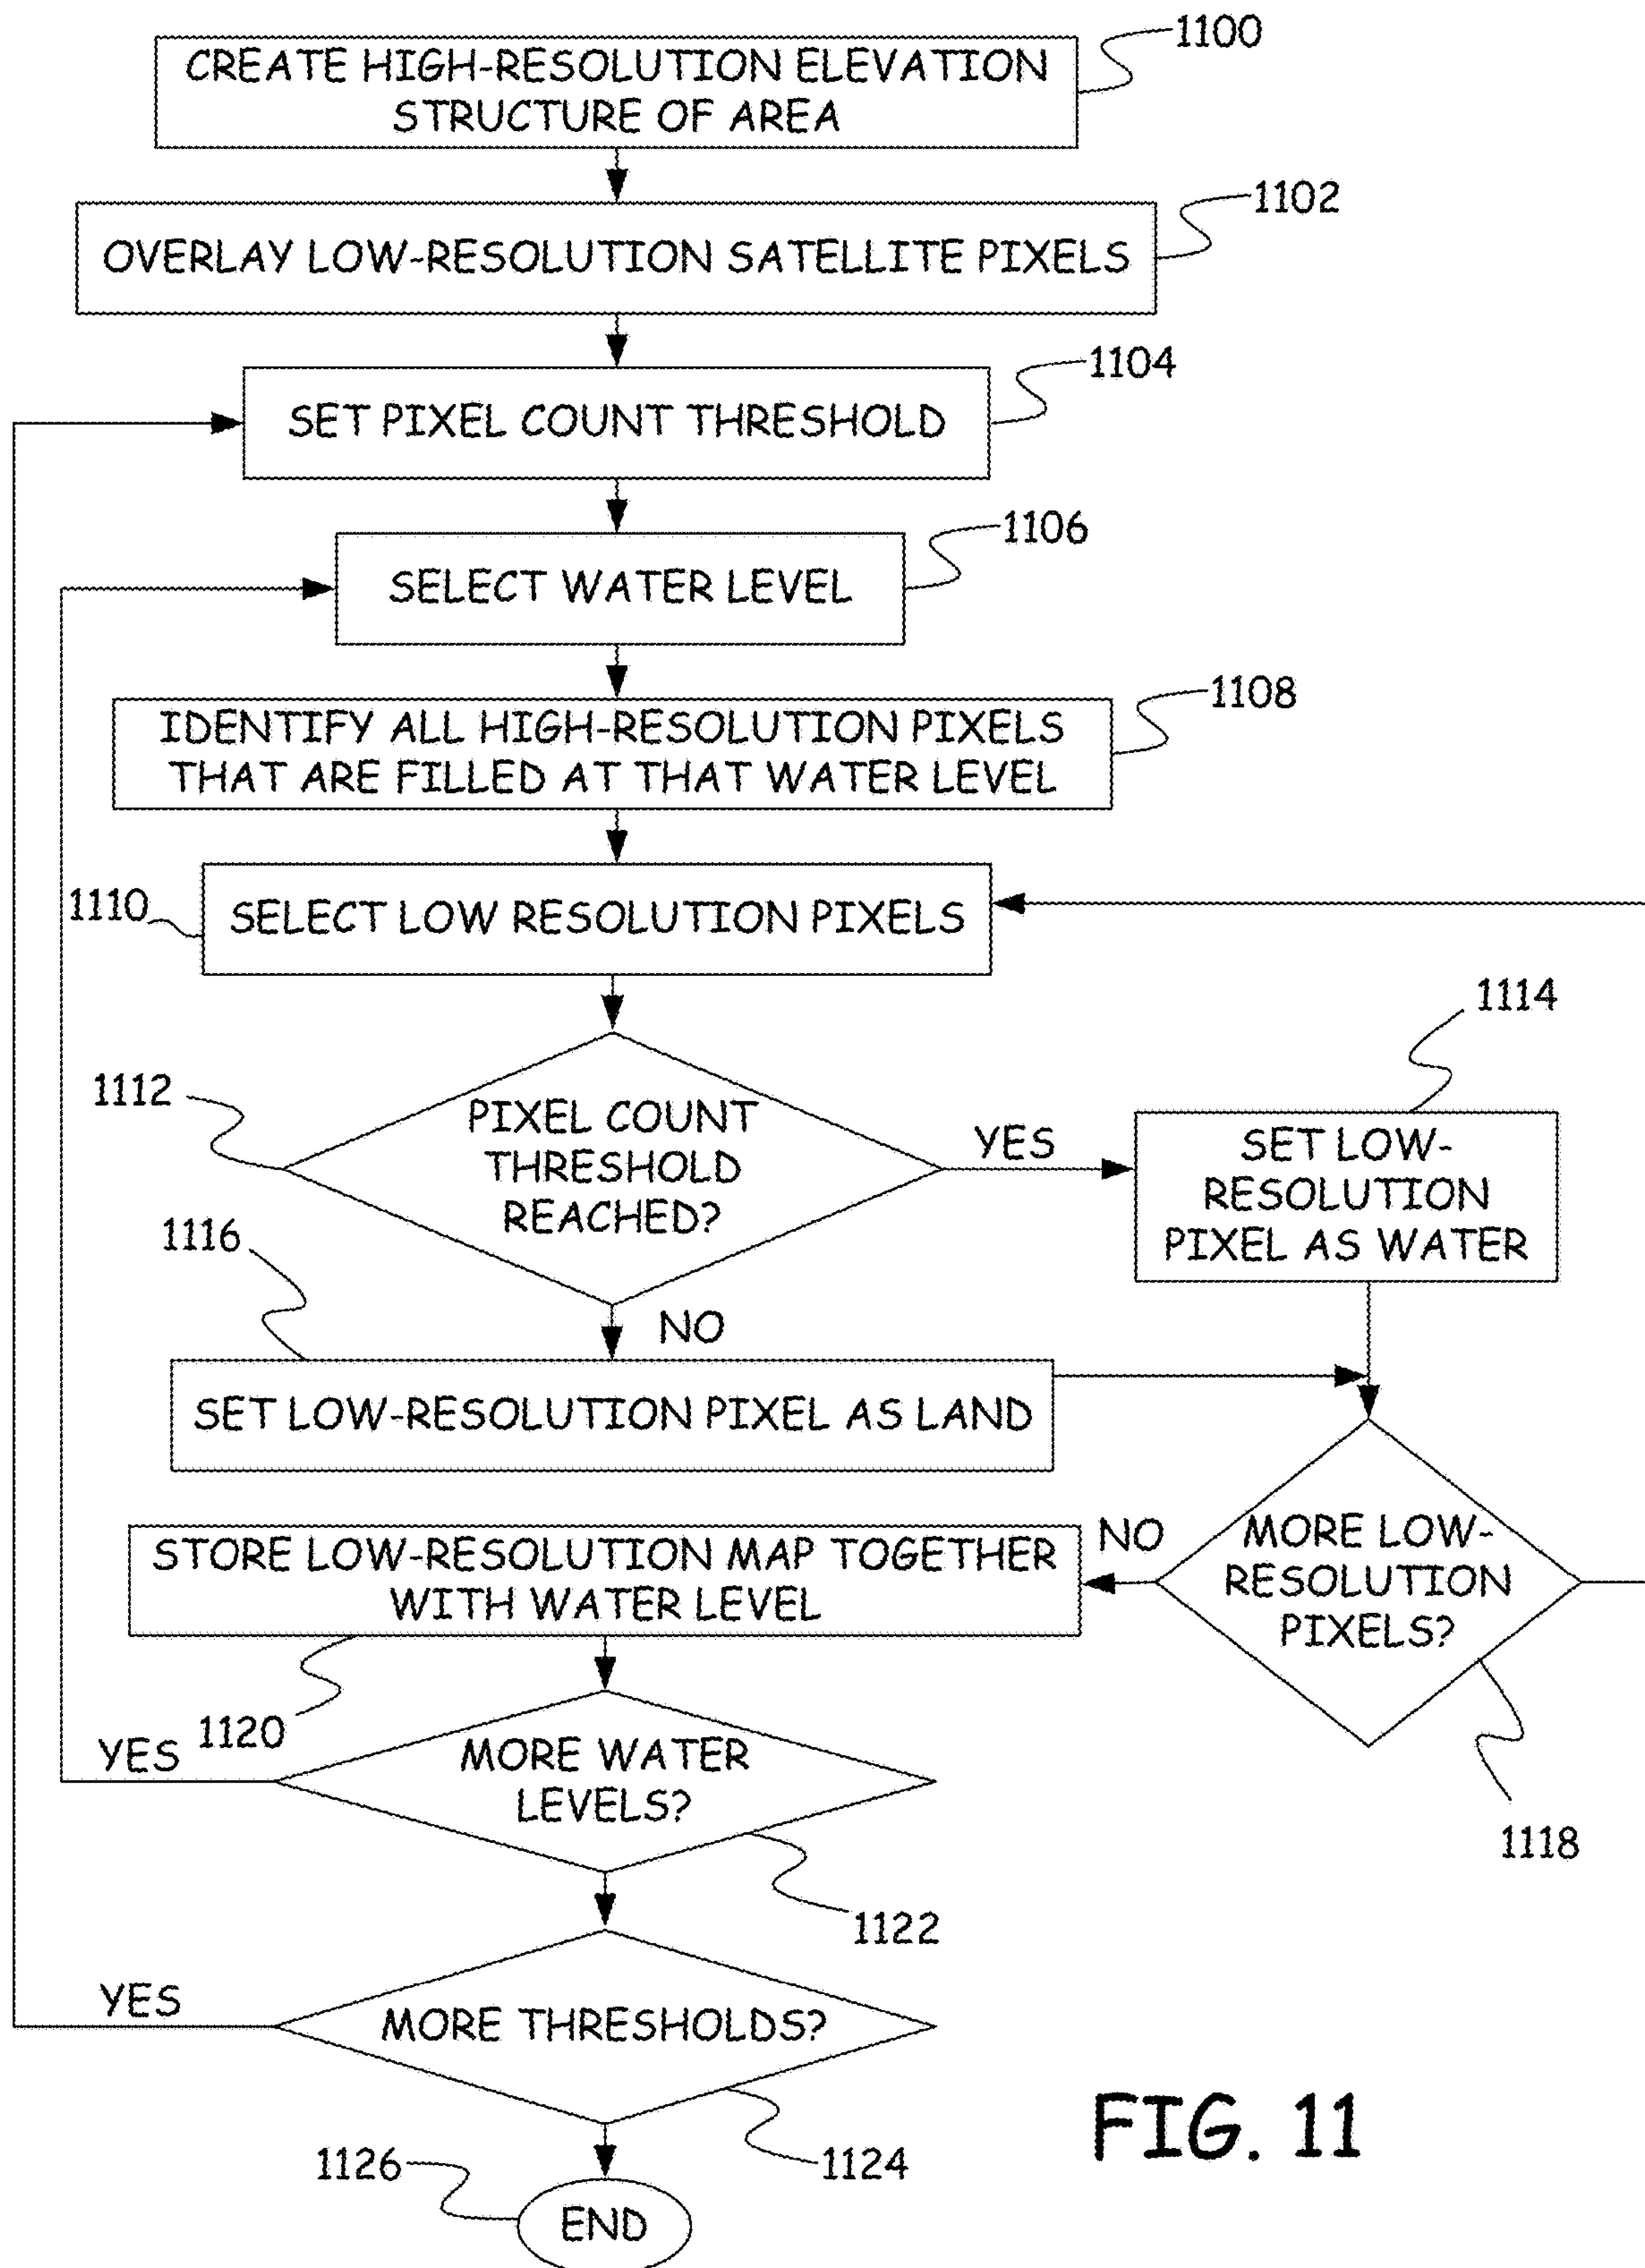 1100
CREATE HIGH-RESOLUTION ELEVATION
STRUCTURE OF AREA
1102
OVERLAY LOW-RESOLUTION SATELLITE PIXELS
1104
SET PIXEL COUNT THRESHOLD
1106
SELECT WATER LEVEL
1108
IDENTIFY ALL HIGH-RESOLUTION PIXELS
THAT ARE FILLED AT THAT WATER LEVEL
1110
SELECT LOW RESOLUTION PIXELS
1112
PIXEL COUNT
THRESHOLD
REACHED?
YES
1114
SET LOW-
RESOLUTION
PIXEL AS WATER
NO
1116
SET LOW-RESOLUTION PIXEL AS LAND
MORE LOW-
RESOLUTION
PIXELS?
1118
NO
STORE LOW-RESOLUTION MAP TOGETHER
WITH WATER LEVEL
1120
YES
MORE WATER
LEVELS?
1122
YES
MORE THRESHOLDS?
1124
1126
END
FIG. 11